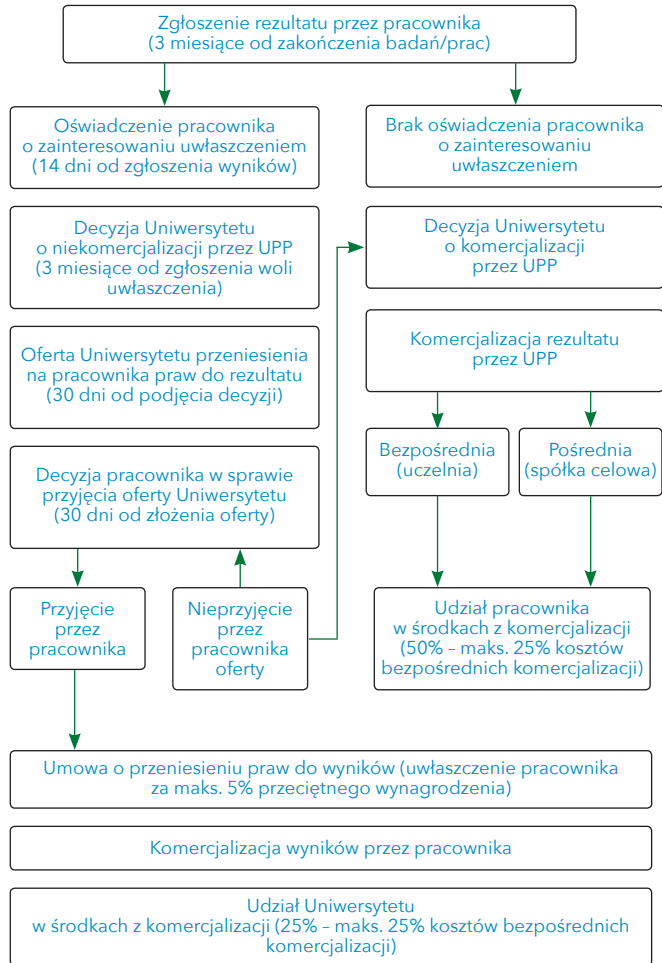 Zgłoszenie rezultatu przez pracownika
(3 miesiące od zakończenia badań/prac)
Oświadczenie pracownika
o zainteresowaniu uwłaszczeniem
(14 dni od zgłoszenia wyników)
Brak oświadczenia pracownika
o zainteresowaniu
uwłaszczeniem
Decyzja Uniwersytetu
o niekomercjalizacji przez UPP
(3 miesiące od zgłoszenia woli
uwłaszczenia)
Decyzja Uniwersytetu
o komercjalizacji
przez UPP
Oferta Uniwersytetu przeniesienia
na pracownika praw do rezultatu
(30 dni od podjęcia decyzji)
Komercjalizacja rezultatu
przez UPP
Decyzja pracownika w sprawie
przyjęcia oferty Uniwersytetu
(30 dni od złożenia oferty)
Bezpośrednia
(uczelnia)
Pośrednia
(spółka celowa)
Przyjęcie
przez
pracownika
Nieprzyjęcie
przez
pracownika
oferty
Udział pracownika
w środkach z komercjalizacji
(50% – maks. 25% kosztów
bezpośrednich komercjalizacji)
Umowa o przeniesieniu praw do wyników (uwłaszczenie pracownika
za maks. 5% przeciętnego wynagrodzenia)
Komercjalizacja wyników przez pracownika
Udział Uniwersytetu
w środkach z komercjalizacji (25% – maks. 25% kosztów bezpośrednich
komercjalizacji)